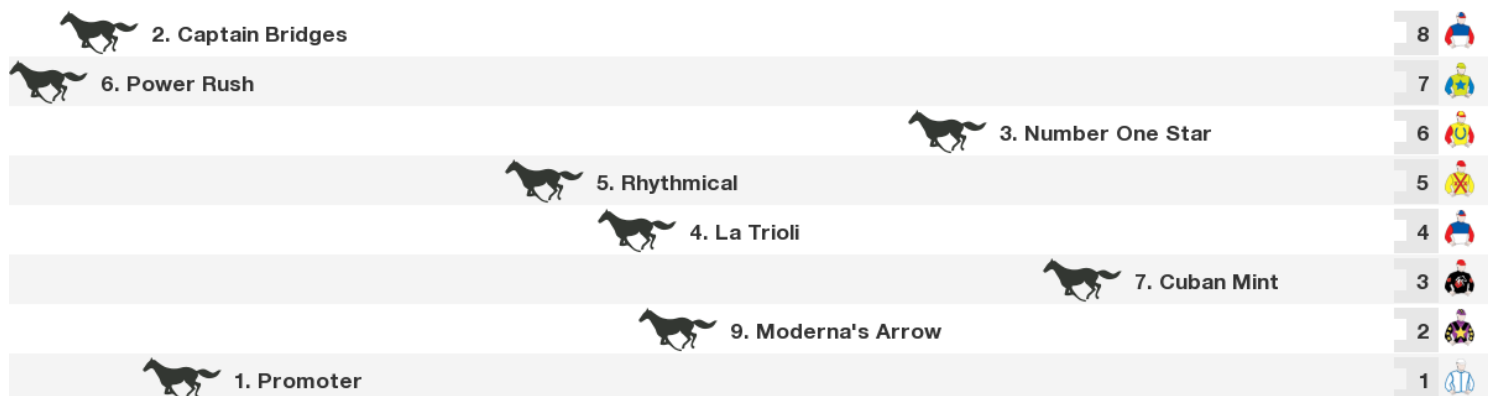 2. Captain Bridges 8
6. Power Rush 7
3. Number One Star 6
5. Rhythmical 5
4. La Trioli 4
7. Cuban Mint 3
9. Moderna's Arrow 2
1. Promoter 1